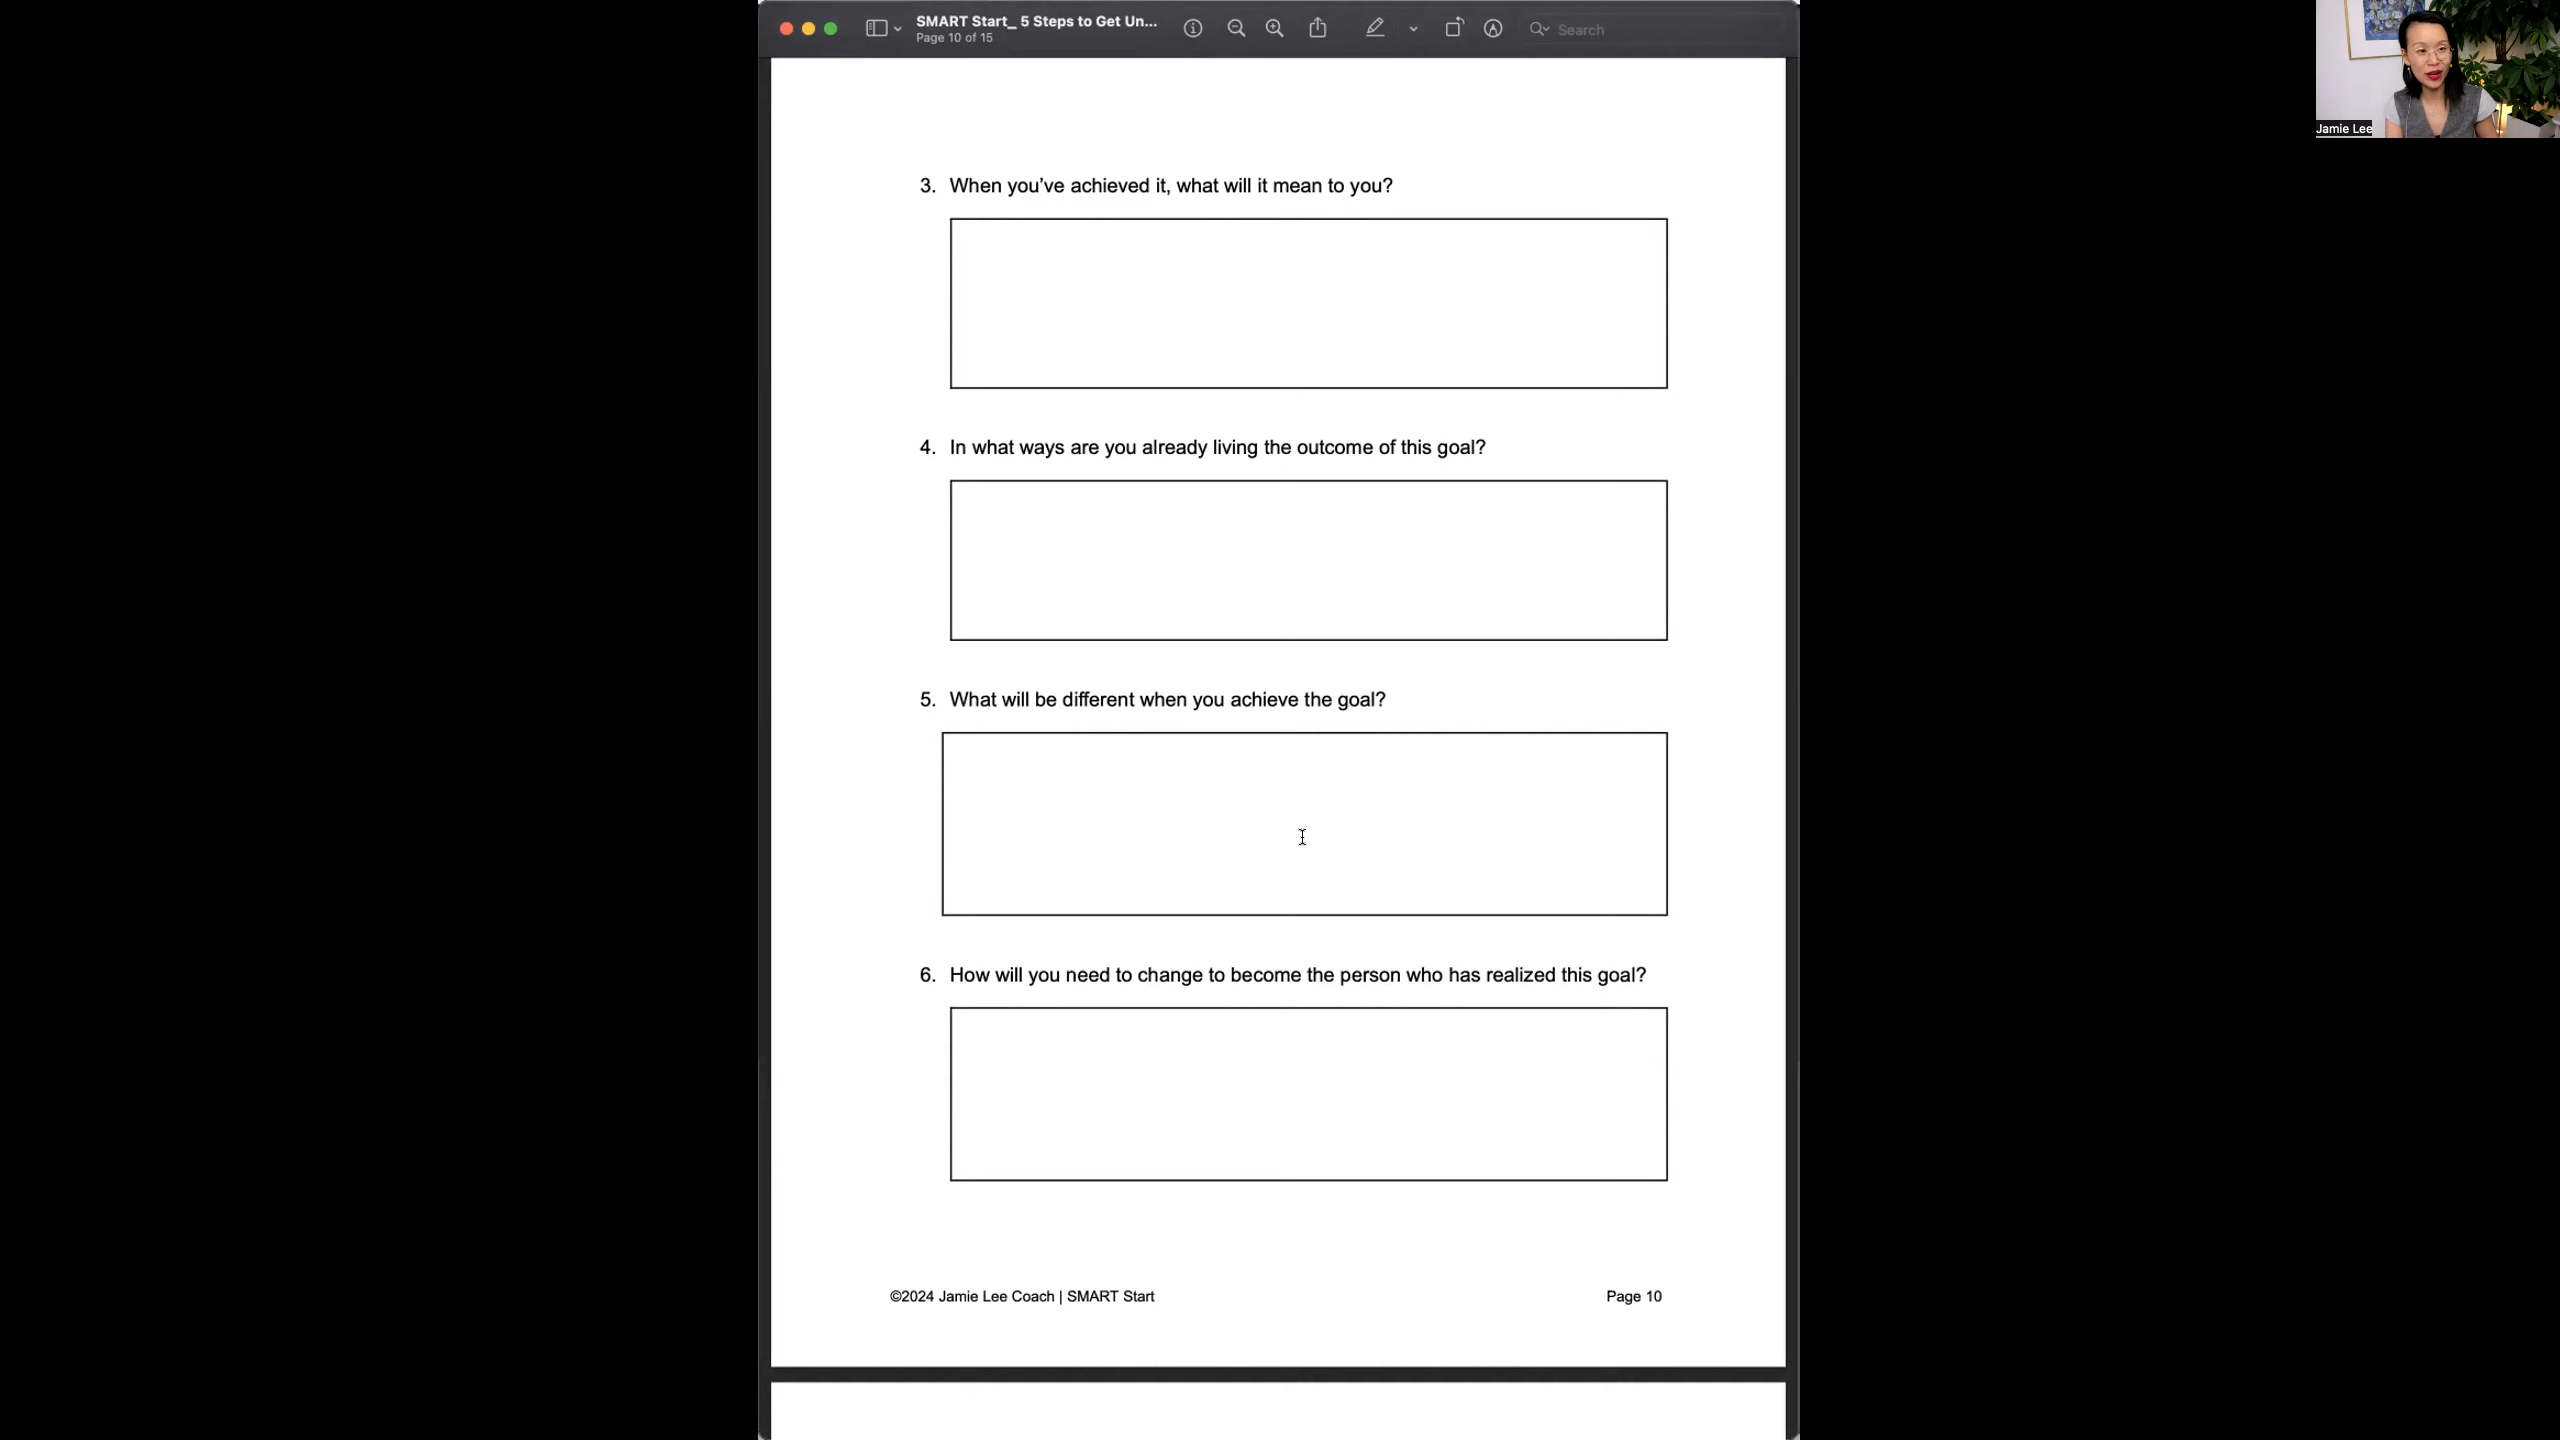 SMART Start_ 5 Steps to Get Un...
Page 10 of 15
Search
Jamie Lee
3. When you’ve achieved it, what will it mean to you?
4. In what ways are you already living the outcome of this goal?
5. What will be different when you achieve the goal?
6. How will you need to change to become the person who has realized this goal?
©2024 Jamie Lee Coach | SMART Start
Page 10